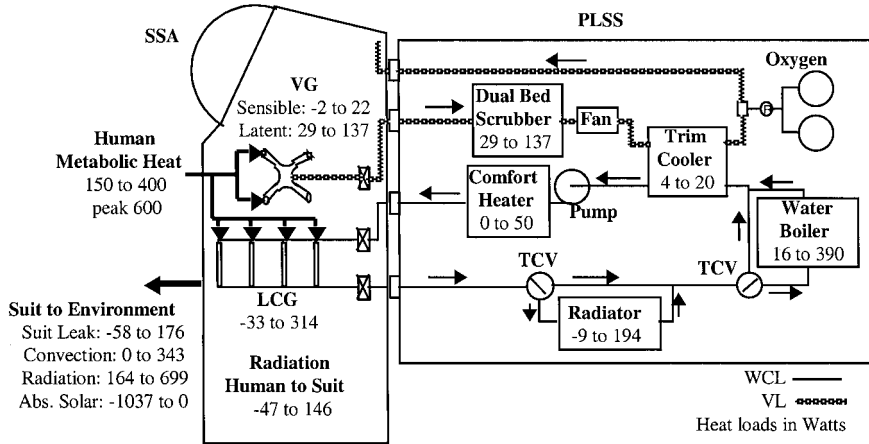 SSA
PLSS
VG
Sensible: -2 to 22
Latent: 29 to 137
Human
Metabolic Heat
150 to 400
peak 600
Oxygen
Dual Bed
Scrubber
29 to 137
Fan
Trim
Cooler
4 to 20
Comfort
Heater
0 to 50
Pump
Water
Boiler
16 to 390
TCV
TCV
Radiator
-9 to 194
LCG
-33 to 314
Suit to Environment
Suit Leak: -58 to 176
Convection: 0 to 343
Radiation: 164 to 699
Abs. Solar: -1037 to 0
Radiation
Human to Suit
-47 to 146
WCL
VL
Heat loads in Watts